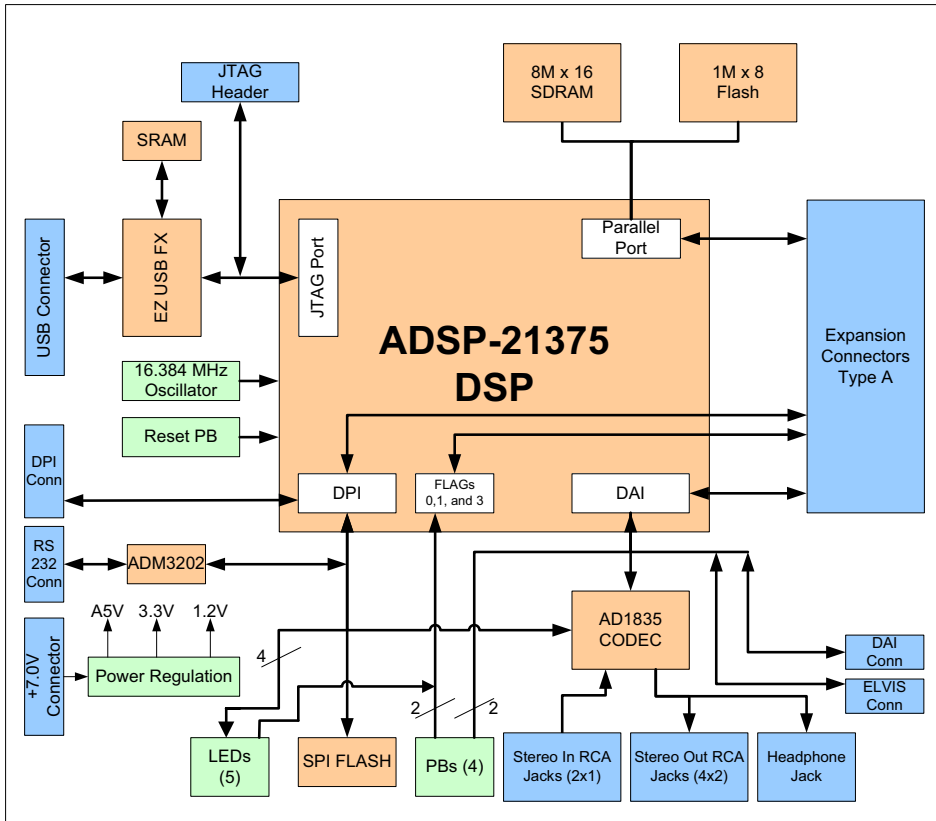 JTAG
Header
8M x 16
SDRAM
1M x 8
Flash
SRAM
USB Connector
EZ USB FX
JTAG Port
Parallel
Port
ADSP-21375
DSP
Expansion
Connectors
Type A
16.384 MHz
Oscillator
Reset PB
DPI
Conn
DPI
FLAGs
0,1, and 3
DAI
RS
232
Conn
ADM3202
A5V
3.3V
1.2V
+7.0V
Connector
Power Regulation
4
AD1835
CODEC
DAI
Conn
ELVIS
Conn
2
2
LEDs
(5)
SPI FLASH
PBs (4)
Stereo In RCA
Jacks (2x1)
Stereo Out RCA
Jacks (4x2)
Headphone
Jack